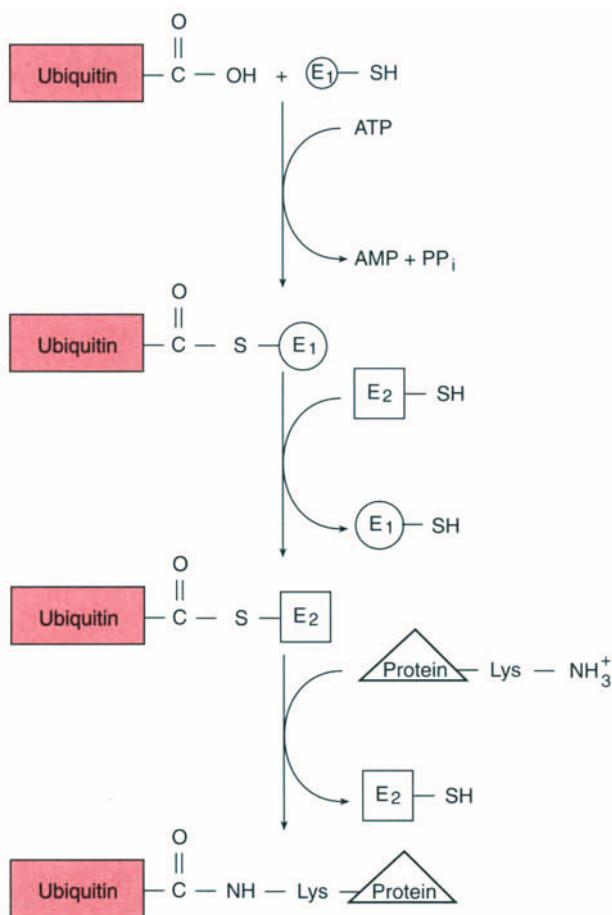 O
Ubiquitin C OH + E1 SH
ATP
AMP + PPi
O
Ubiquitin C S E1
E2 SH
E1 SH
O
Ubiquitin C S E2
Protein Lys NH3+
E2 SH
O
Ubiquitin C NH Lys Protein